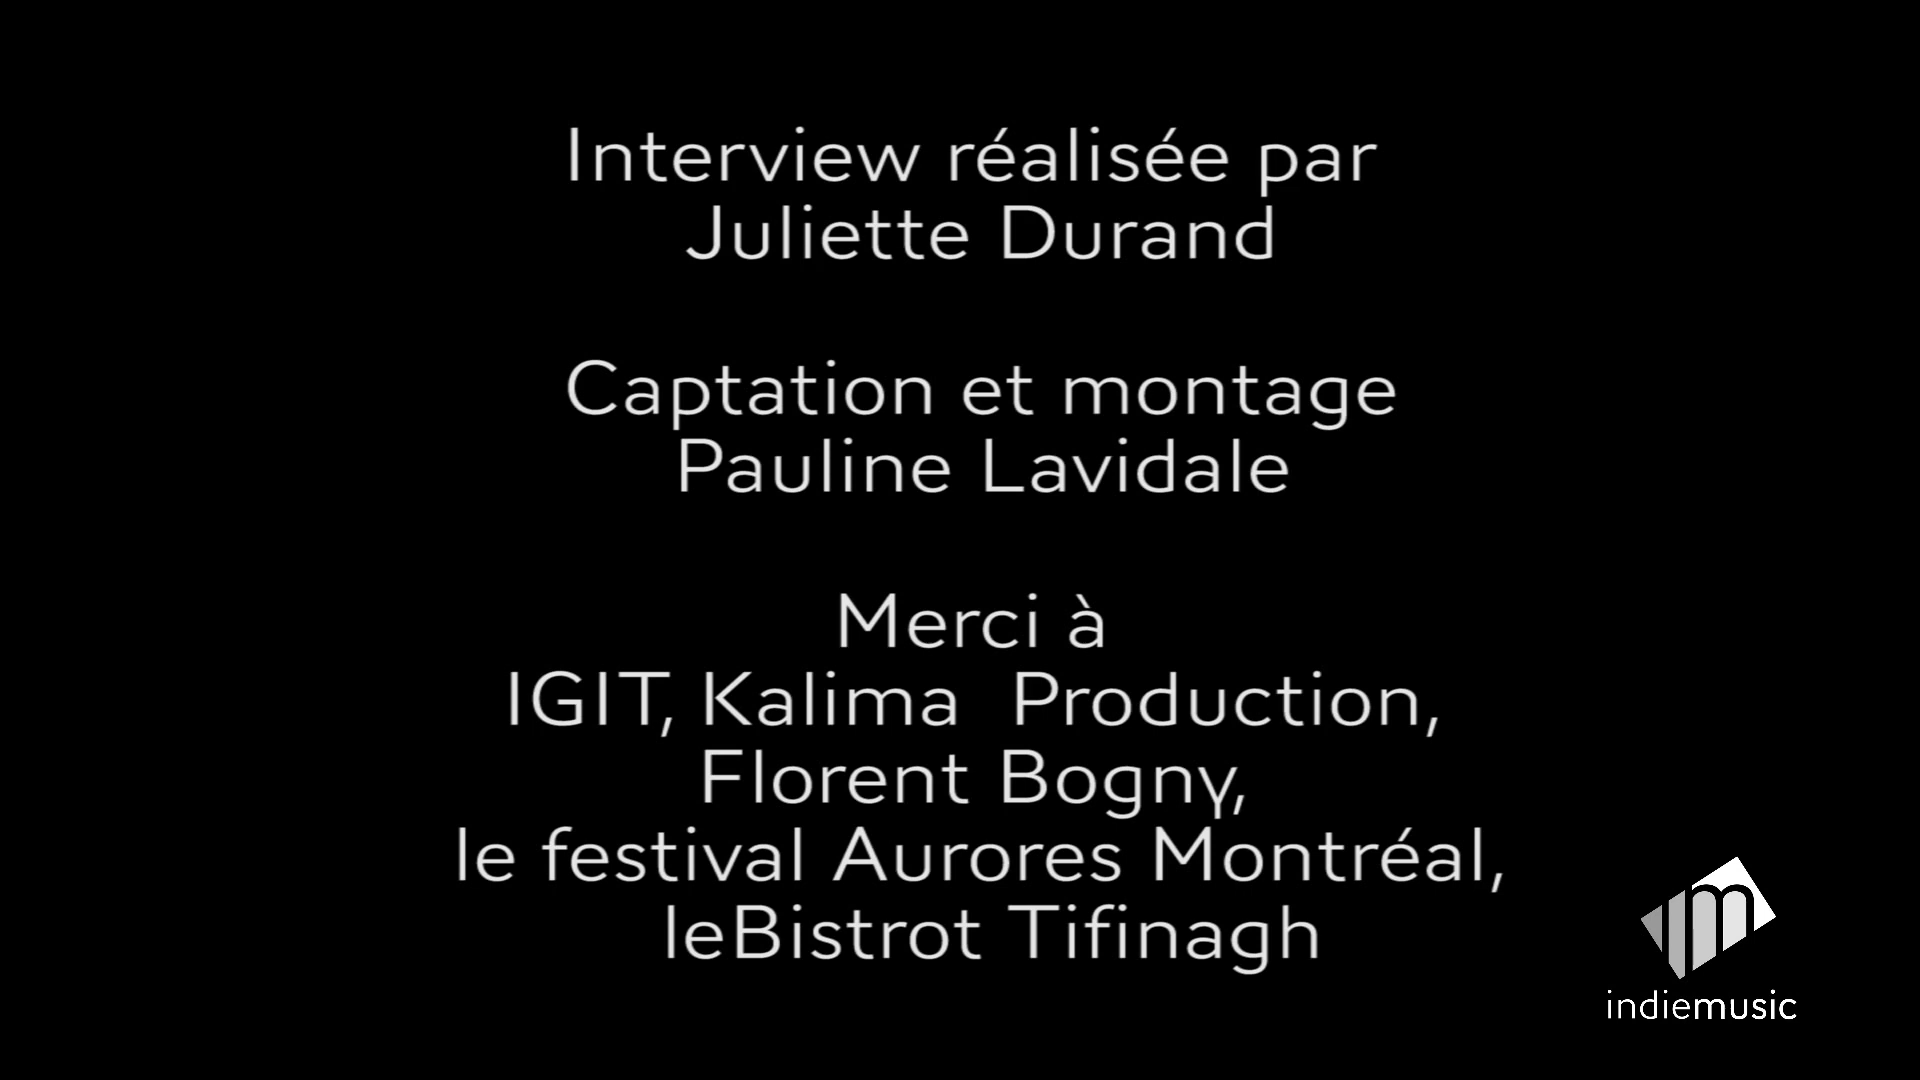 Interview réalisée par
Juliette Durand
Captation et montage
Pauline Lavidale
Merci à
IGIT, Kalima  Production,
Florent Bogny,
le festival Aurores Montréal,
leBistrot Tifinagh
im
indiemusic